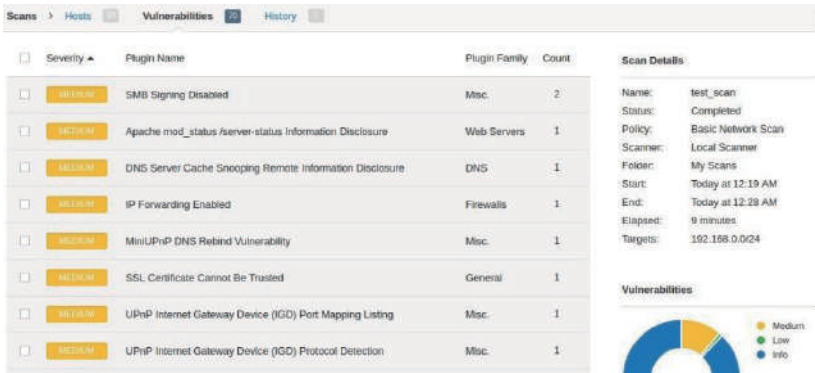 Scans > Hosts Vulnerabilities 70 History
Severity Plugin Name Plugin Family Count
MEDIUM SMB Signing Disabled Misc. 2
MEDIUM Apache mod_status /server-status Information Disclosure Web Servers 1
MEDIUM DNS Server Cache Snooping Remote Information Disclosure DNS 1
MEDIUM IP Forwarding Enabled Firewalls 1
MEDIUM MiniUPnP DNS Rebind Vulnerability Misc. 1
MEDIUM SSL Certificate Cannot Be Trusted General 1
MEDIUM UPnP Internet Gateway Device (IGD) Port Mapping Listing Misc. 1
MEDIUM UPnP Internet Gateway Device (IGD) Protocol Detection Misc. 1
Scan Details
Name: test_scan
Status: Completed
Policy: Basic Network Scan
Scanner: Local Scanner
Folder: My Scans
Start: Today at 12:19 AM
End: Today at 12:28 AM
Elapsed: 9 minutes
Targets: 192.168.0.0/24
Vulnerabilities
Medium
Low
Info